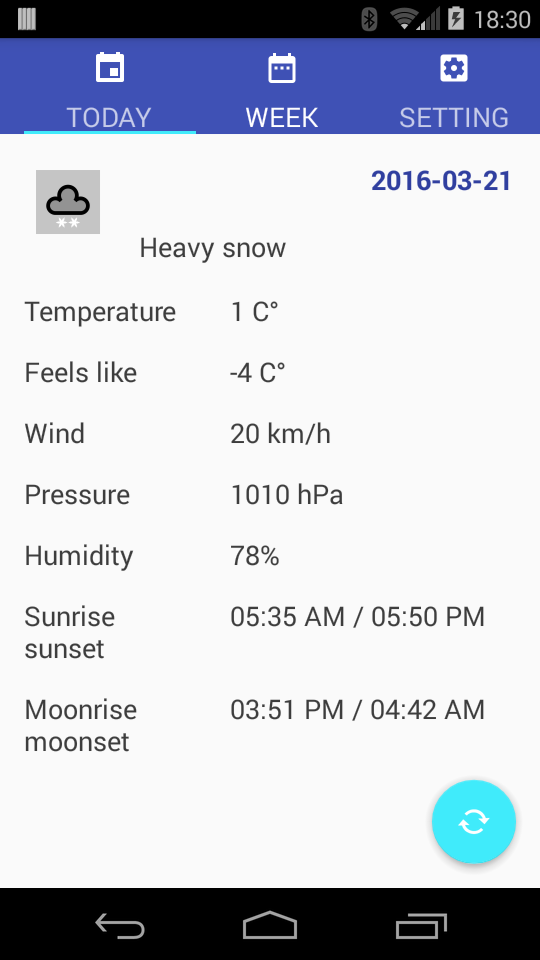 18:30
TODAY WEEK SETTING
2016-03-21
Heavy snow
Temperature 1 C°
Feels like -4 C°
Wind 20 km/h
Pressure 1010 hPa
Humidity 78%
Sunrise 05:35 AM / 05:50 PM
sunset
Moonrise 03:51 PM / 04:42 AM
moonset